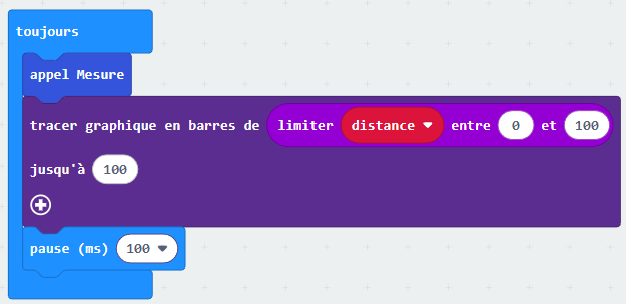 toujours
appel Mesure
tracer graphique en barres de limiter distance entre 0 et 100
jusqu'à 100
pause (ms) 100